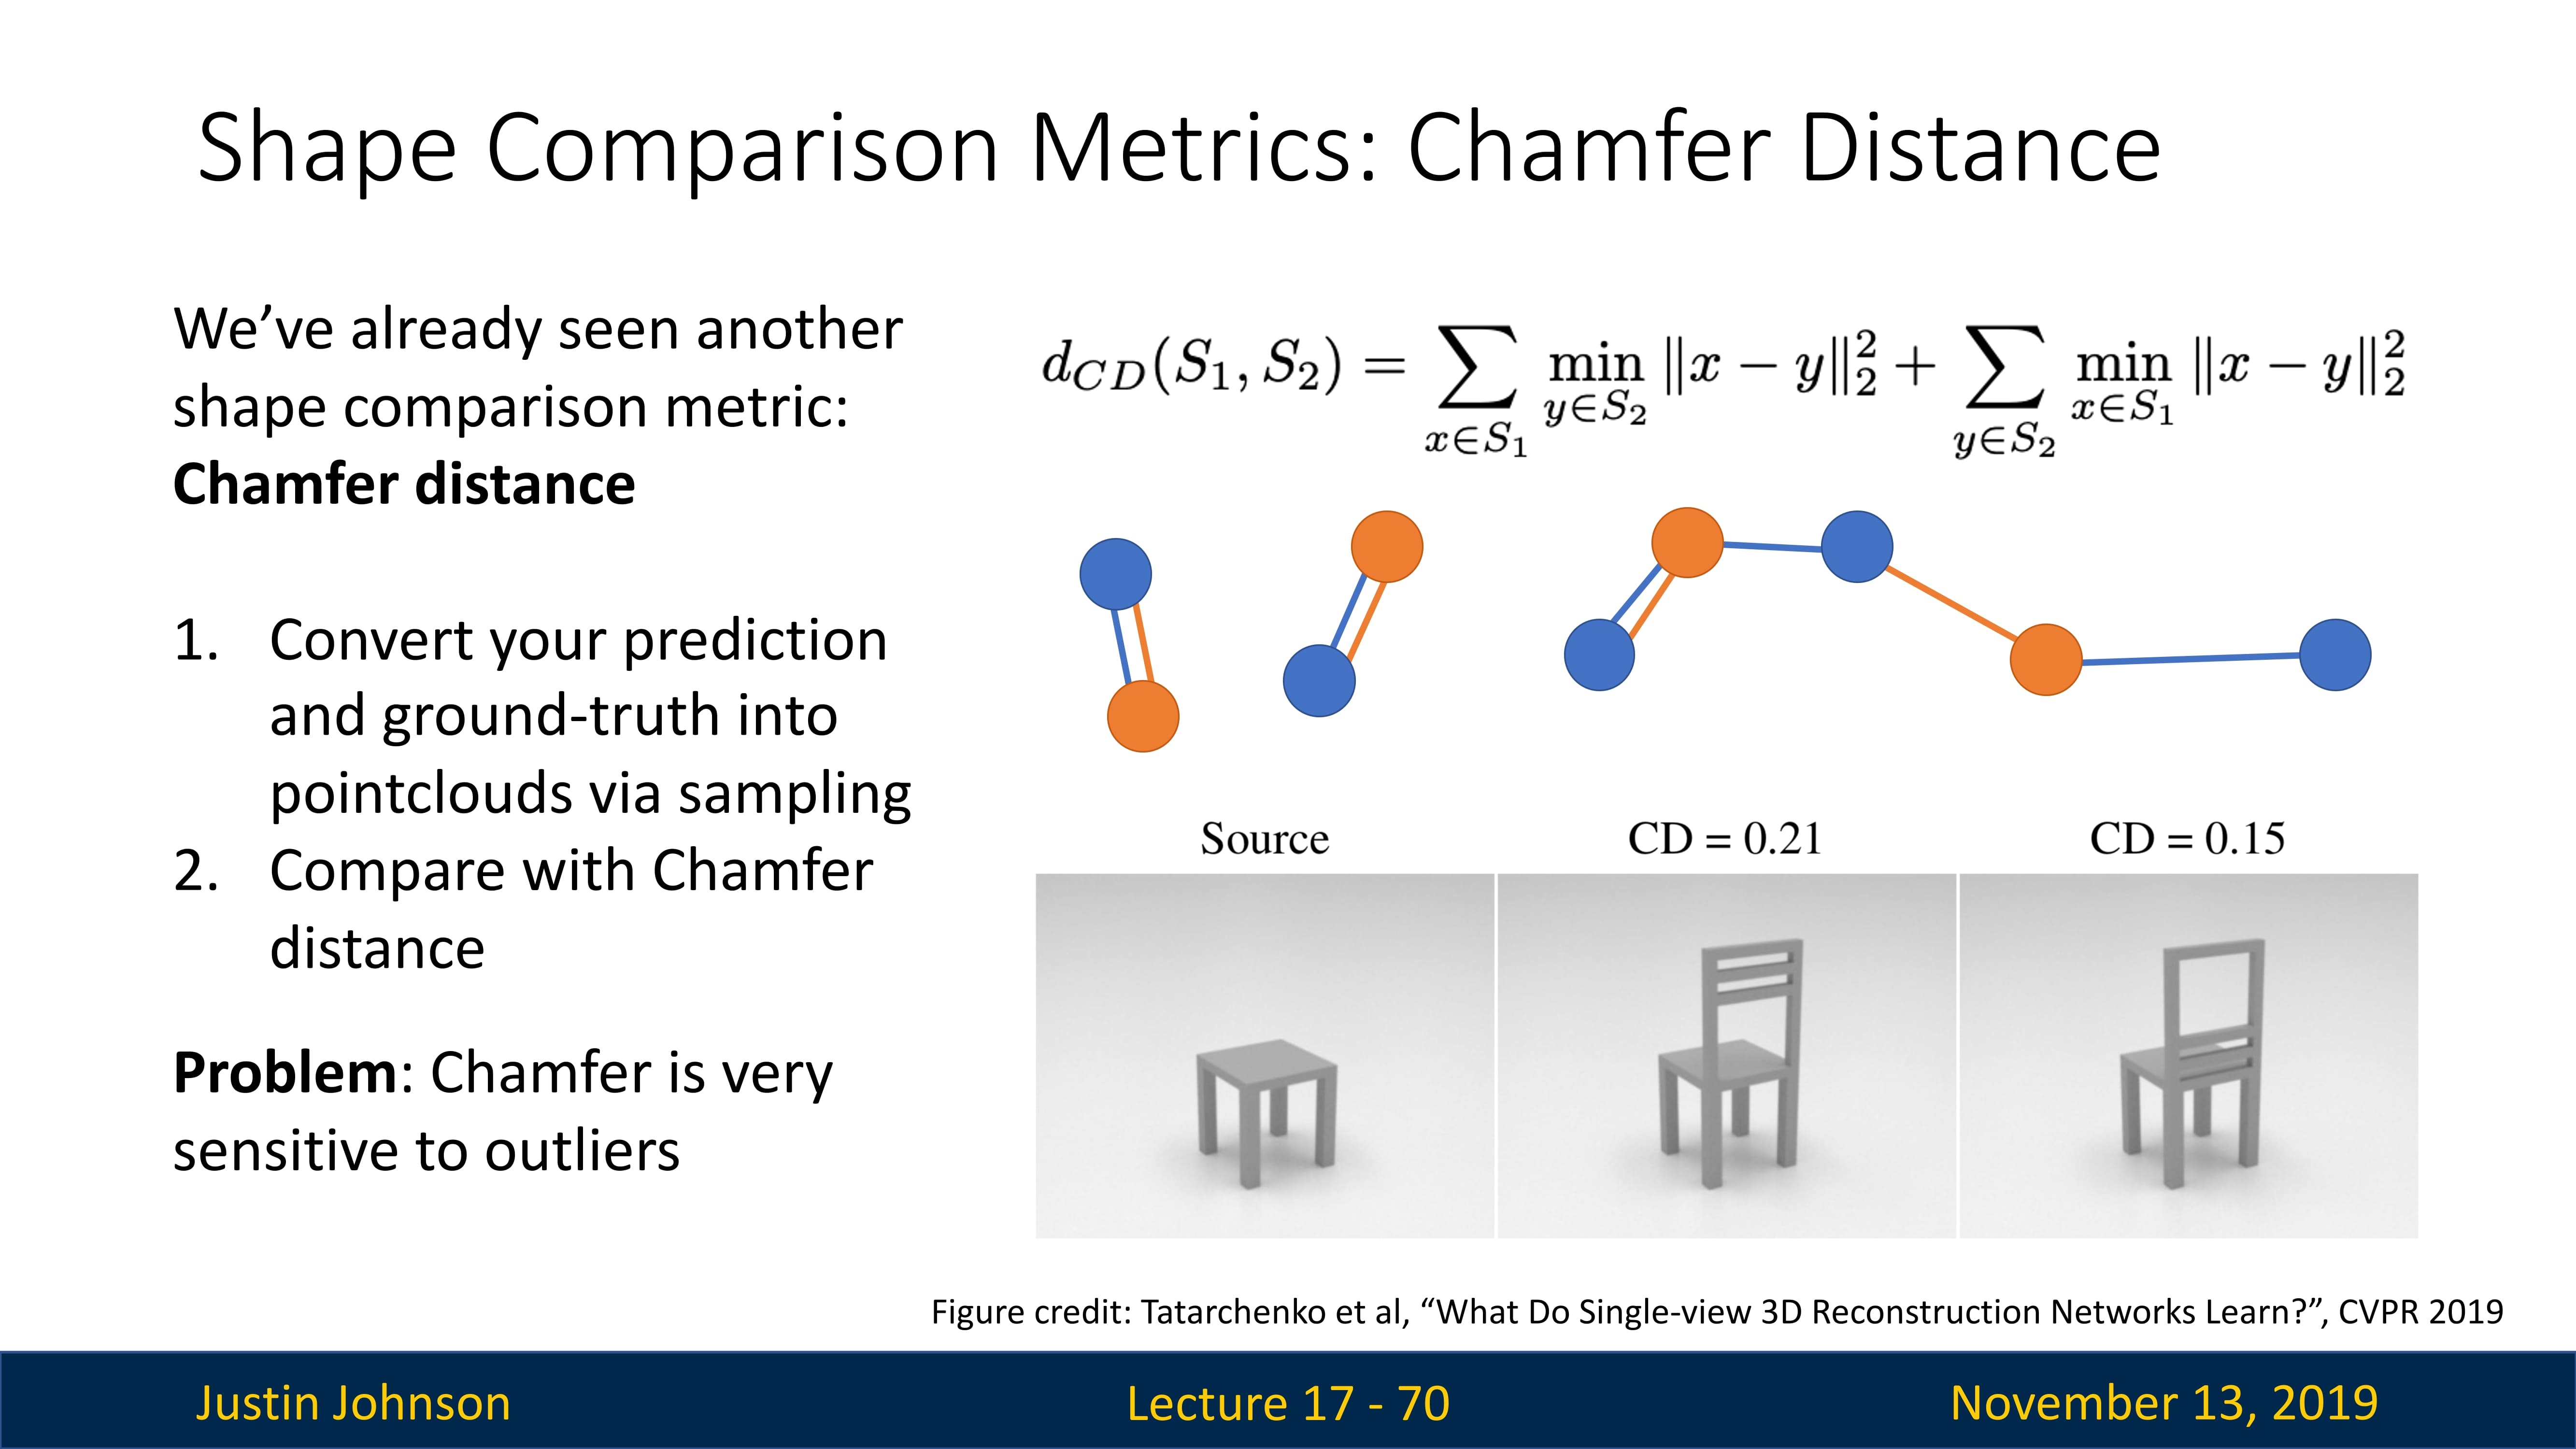 Shape Comparison Metrics: Chamfer Distance
We’ve already seen another
shape comparison metric:
Chamfer distance
1. Convert your prediction
and ground-truth into
pointclouds via sampling
2. Compare with Chamfer
distance
Problem: Chamfer is very
sensitive to outliers
d_{CD}(S_1, S_2) = \sum_{x \in S_1} \min_{y \in S_2} \|x - y\|_2^2 + \sum_{y \in S_2} \min_{x \in S_1} \|x - y\|_2^2
Source CD = 0.21 CD = 0.15
Figure credit: Tatarchenko et al, “What Do Single-view 3D Reconstruction Networks Learn?”, CVPR 2019
Justin Johnson Lecture 17 - 70 November 13, 2019